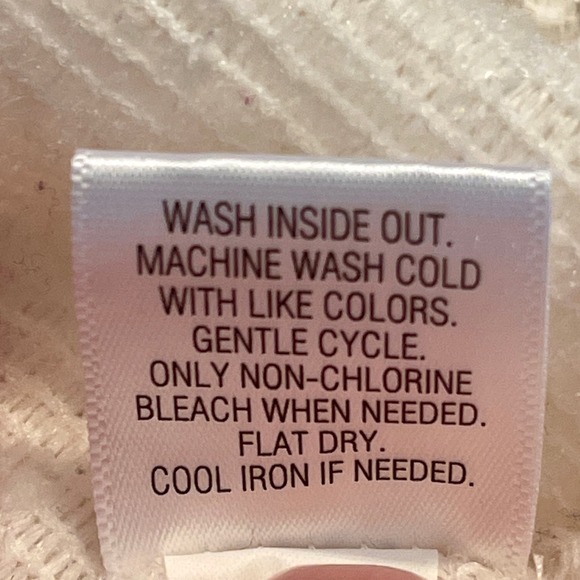 WASH INSIDE OUT.
MACHINE WASH COLD
WITH LIKE COLORS.
GENTLE CYCLE.
ONLY NON-CHLORINE
BLEACH WHEN NEEDED.
FLAT DRY.
COOL IRON IF NEEDED.